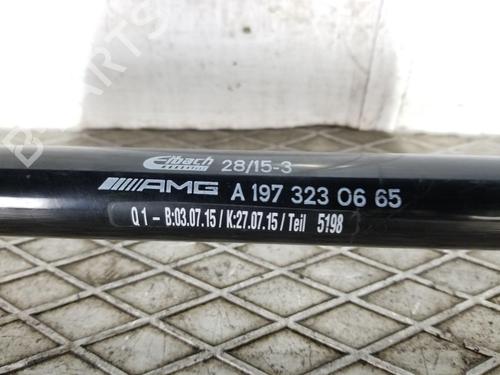 Eibach 28/15-3
AMG A 197 323 06 65
Q1 - B:03.07.15 / K:27.07.15 / Teil 5198